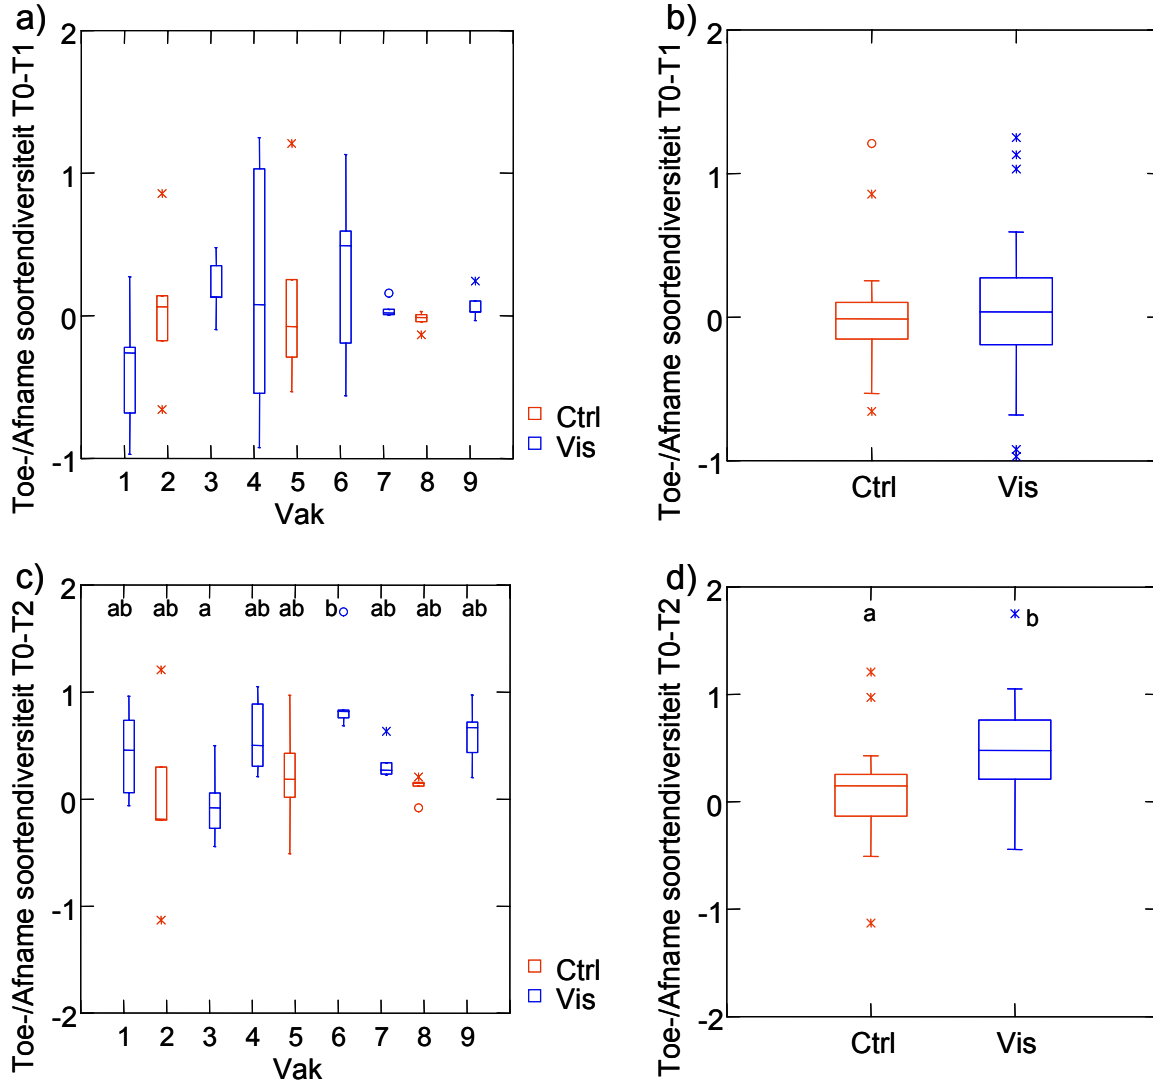 a)
Toe-/Afname soortendiversiteit T0-T1
2
1
0
-1
1 2 3 4 5 6 7 8 9
Vak
Ctrl
Vis
b)
Toe-/Afname soortendiversiteit T0-T1
2
1
0
-1
Ctrl Vis
c)
Toe-/Afname soortendiversiteit T0-T2
2
1
0
-1
-2
ab ab a ab ab b ab ab ab
1 2 3 4 5 6 7 8 9
Vak
Ctrl
Vis
d)
Toe-/Afname soortendiversiteit T0-T2
2
1
0
-1
-2
a b
Ctrl Vis